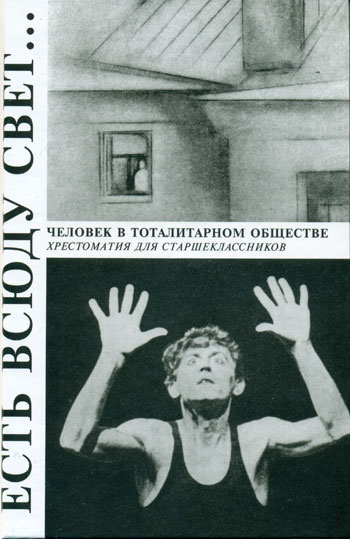 ЕСТЬ ВСЮДУ СВЕТ...
ЧЕЛОВЕК В ТОТАЛИТАРНОМ ОБЩЕСТВЕ
ХРЕСТОМАТИЯ ДЛЯ СТАРШЕКЛАССНИКОВ